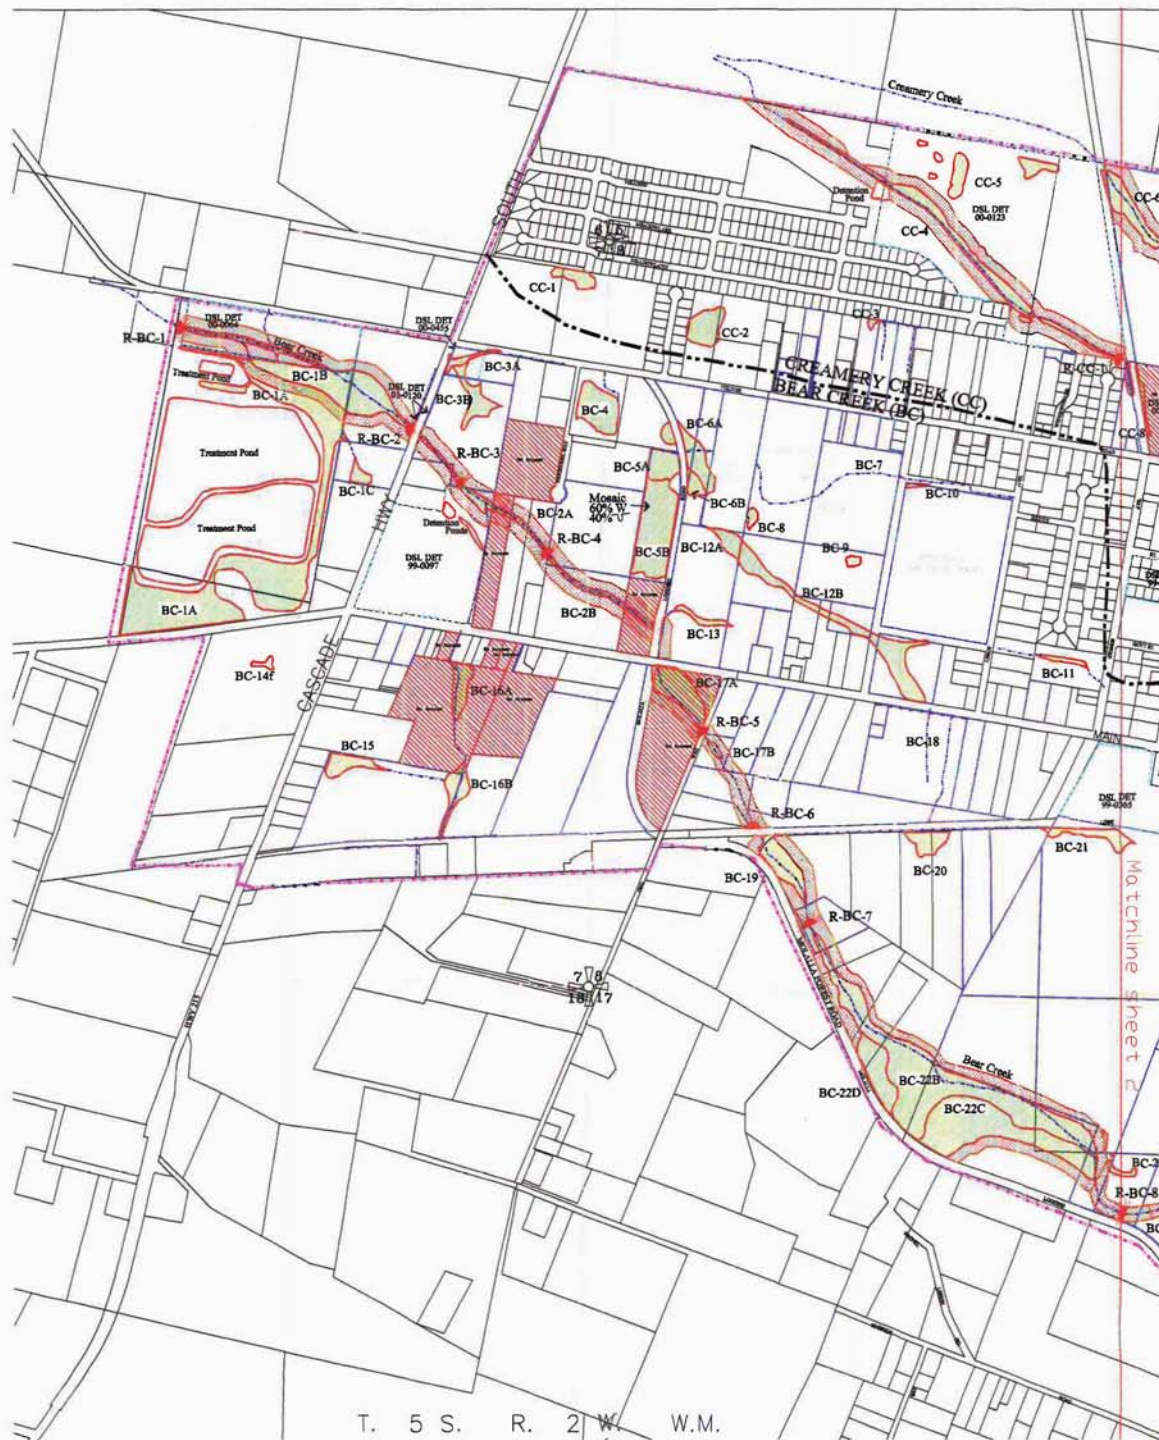 Creamery Creek
CC-5
DSL DET
00-0123
CC-6
Detention
Pond
CC-4
SOUTH
CC-1
CC-2
CC-3
DSL DET
00-0064
DSL DET
00-0455
R-BC-1
Bear Creek
CREAMERY CREEK (CC)
BEAR CREEK (BC)
R-CC-1
Treatment Pond
BC-1B
BC-3A
BC-1A
DSL DET
01-0120
BC-3B
BC-4
BC-6A
CC-8
R-BC-2
R-BC-3
BC-5A
BC-7
Treatment Pond
BC-1C
HWY
BC-2A
Mosaic
60% W
40% U
BC-6B
BC-10
Treatment Pond
Detention
Ponds
R-BC-4
BC-8
BC-12A
BC-9
DSL DET
99-0097
BC-5B
BC-1A
BC-2B
BC-12B
BC-13
BC-14f
CASCADE
BC-16A
BC-17A
BC-11
R-BC-5
BC-15
BC-17B
BC-18
MAIN
BC-16B
R-BC-6
DSL DET
99-0365
BC-19
BC-20
BC-21
R-BC-7
MOLALLA FOREST ROAD
Matchline sheet 2
7 8
18 17
HWY 213
Bear Creek
BC-22D
BC-22B
BC-22C
R-BC-8
T. 5 S. R. 2 W. W.M.